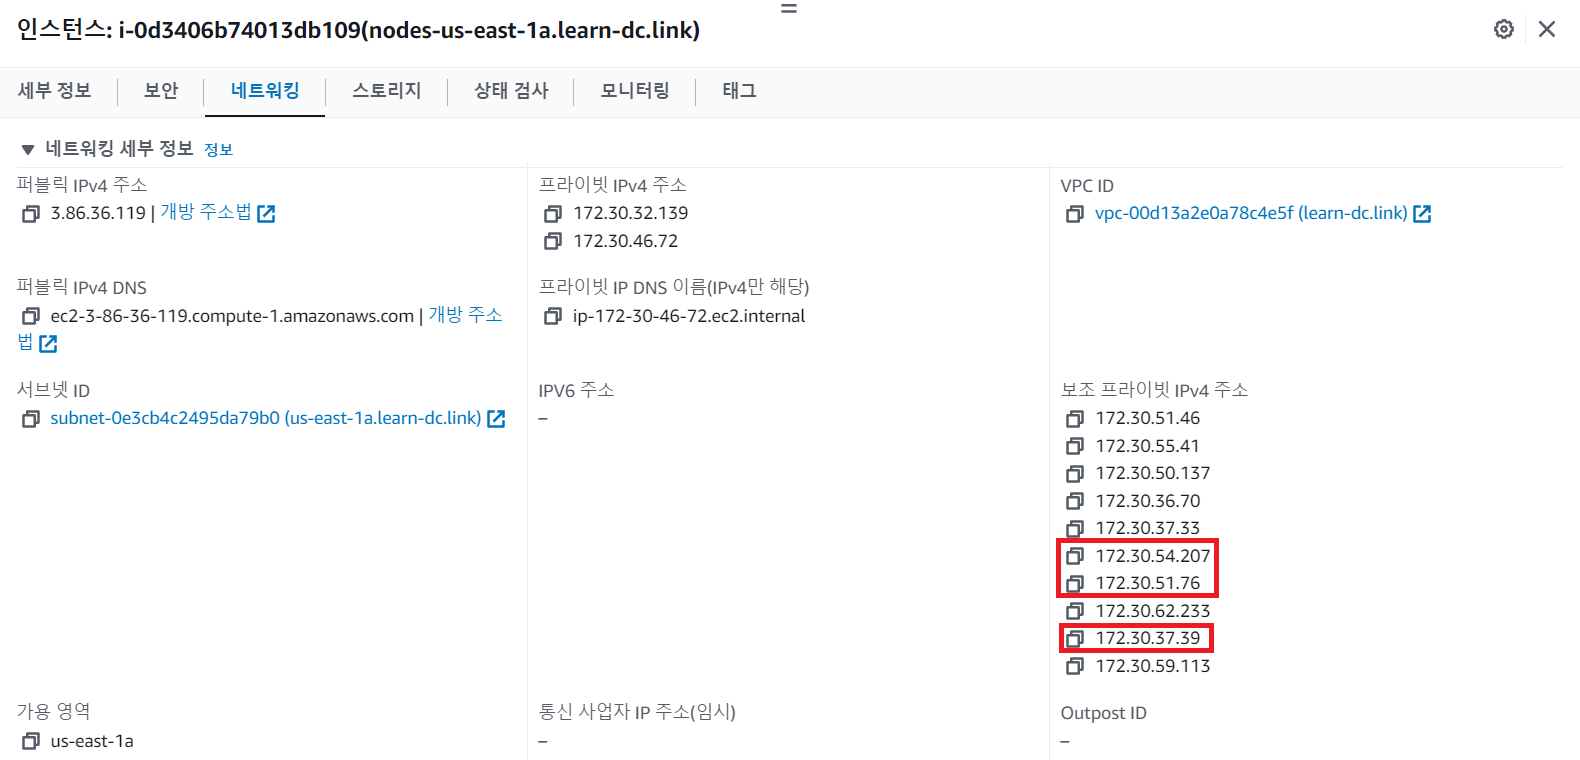 인스턴스: i-0d3406b74013db109(nodes-us-east-1a.learn-dc.link)
세부 정보
보안
네트워킹
스토리지
상태 검사
모니터링
태그
네트워킹 세부 정보 정보
퍼블릭 IPv4 주소
3.86.36.119 | 개방 주소법
프라이빗 IPv4 주소
172.30.32.139
172.30.46.72
VPC ID
vpc-00d13a2e0a78c4e5f (learn-dc.link)
퍼블릭 IPv4 DNS
ec2-3-86-36-119.compute-1.amazonaws.com | 개방 주소
법
프라이빗 IP DNS 이름(IPv4만 해당)
ip-172-30-46-72.ec2.internal
서브넷 ID
subnet-0e3cb4c2495da79b0 (us-east-1a.learn-dc.link)
IPV6 주소
–
보조 프라이빗 IPv4 주소
172.30.51.46
172.30.55.41
172.30.50.137
172.30.36.70
172.30.37.33
172.30.54.207
172.30.51.76
172.30.62.233
172.30.37.39
172.30.59.113
가용 영역
us-east-1a
통신 사업자 IP 주소(임시)
–
Outpost ID
–